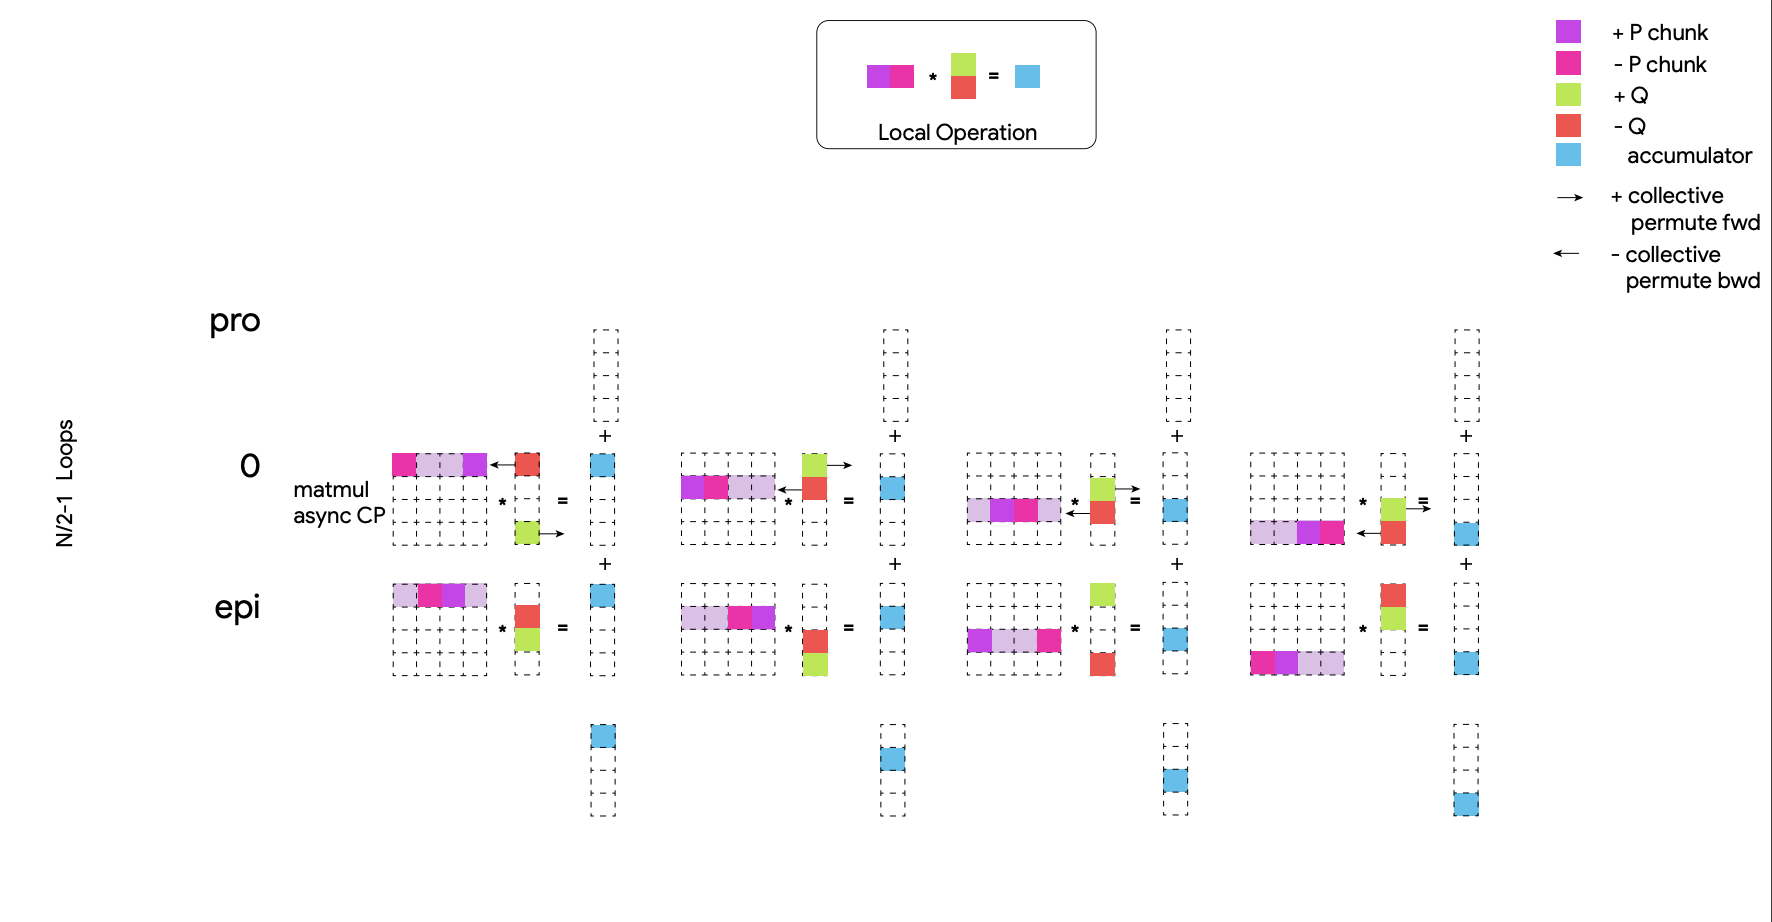 * =
Local Operation
+ P chunk
- P chunk
+ Q
- Q
accumulator
+ collective
permute fwd
- collective
permute bwd
pro
+ + + +
N/2-1 Loops
0
matmul
async CP
* = * = * = * =
+ + + +
epi
* = * = * = * =